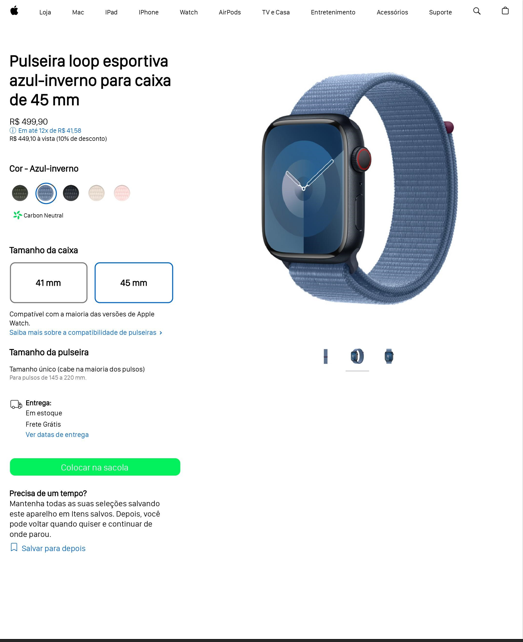 Loja Mac iPad iPhone Watch AirPods TV e Casa Entretenimento Acessórios Suporte
Pulseira loop esportiva
azul-inverno para caixa
de 45 mm
R$ 499,90
Em até 12x de R$ 41,58
R$ 449,10 à vista (10% de desconto)
Cor - Azul-inverno
Carbon Neutral
Tamanho da caixa
41 mm 45 mm
Compatível com a maioria das versões de Apple
Watch.
Saiba mais sobre a compatibilidade de pulseiras
Tamanho da pulseira
Tamanho único (cabe na maioria dos pulsos)
Para pulsos de 145 a 220 mm.
Entrega:
Em estoque
Frete Grátis
Ver datas de entrega
Colocar na sacola
Precisa de um tempo?
Mantenha todas as suas seleções salvando
este aparelho em Itens salvos. Depois, você
pode voltar quando quiser e continuar de
onde parou.
Salvar para depois